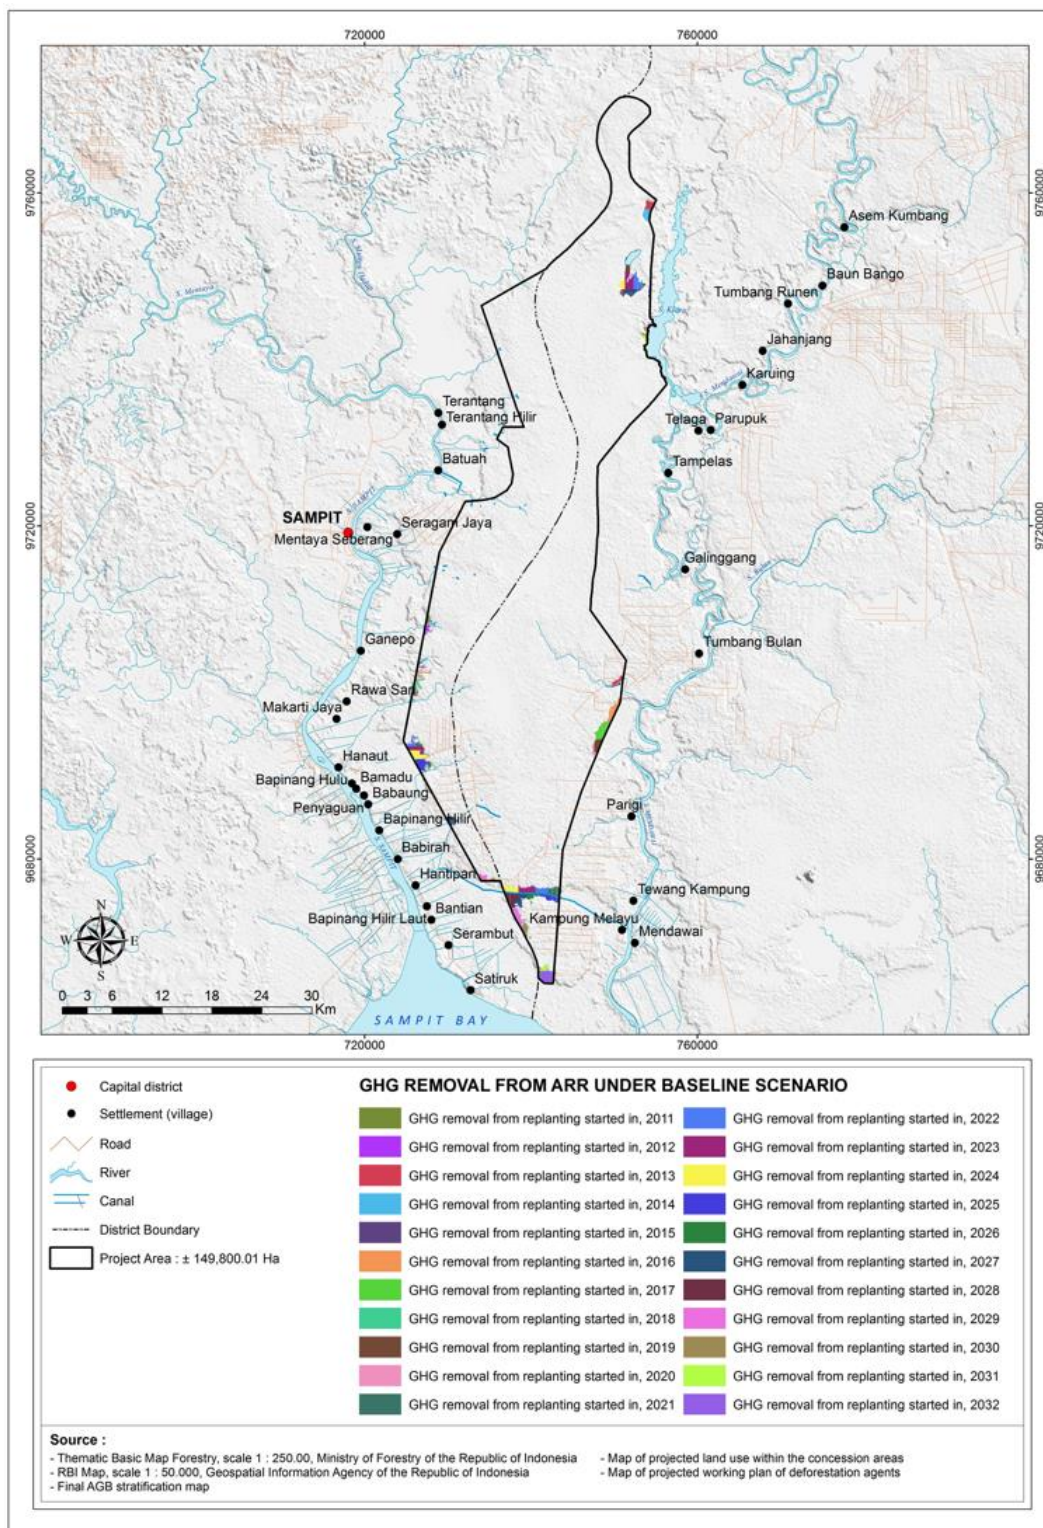 720000
760000
9760000
9760000
Asem Kumbang
Baun Bango
Tumbang Runen
S. Mentaya
Jahanjang
Karuing
Terantang
Terantang Hilir
Telaga
Parupuk
Batuah
Tampelas
S. SAMPIT
SAMPIT
Seragam Jaya
Mentaya Seberang
9720000
9720000
Galinggang
Ganepo
Tumbang Bulan
Rawa Sari
Makarti Jaya
Hanaut
Bapinang Hulu
Bamadu
Babaung
Penyaguan
Parigi
Bapinang Hilir
S. SAMPIT
Babirah
9680000
9680000
Hantipan
Tewang Kampung
Bantian
Bapinang Hilir Laut
Kampung Melayu
Serambut
Mendawai
Satiruk
N
W
E
S
0 3 6 12 18 24 30
Km
SAMPIT BAY
720000
760000
GHG REMOVAL FROM ARR UNDER BASELINE SCENARIO
Capital district
Settlement (village)
Road
River
Canal
District Boundary
Project Area : ± 149,800.01 Ha
GHG removal from replanting started in, 2011
GHG removal from replanting started in, 2012
GHG removal from replanting started in, 2013
GHG removal from replanting started in, 2014
GHG removal from replanting started in, 2015
GHG removal from replanting started in, 2016
GHG removal from replanting started in, 2017
GHG removal from replanting started in, 2018
GHG removal from replanting started in, 2019
GHG removal from replanting started in, 2020
GHG removal from replanting started in, 2021
GHG removal from replanting started in, 2022
GHG removal from replanting started in, 2023
GHG removal from replanting started in, 2024
GHG removal from replanting started in, 2025
GHG removal from replanting started in, 2026
GHG removal from replanting started in, 2027
GHG removal from replanting started in, 2028
GHG removal from replanting started in, 2029
GHG removal from replanting started in, 2030
GHG removal from replanting started in, 2031
GHG removal from replanting started in, 2032
Source :
- Thematic Basic Map Forestry, scale 1 : 250.00, Ministry of Forestry of the Republic of Indonesia
- RBI Map, scale 1 : 50.000, Geospatial Information Agency of the Republic of Indonesia
- Final AGB stratification map
- Map of projected land use within the concession areas
- Map of projected working plan of deforestation agents